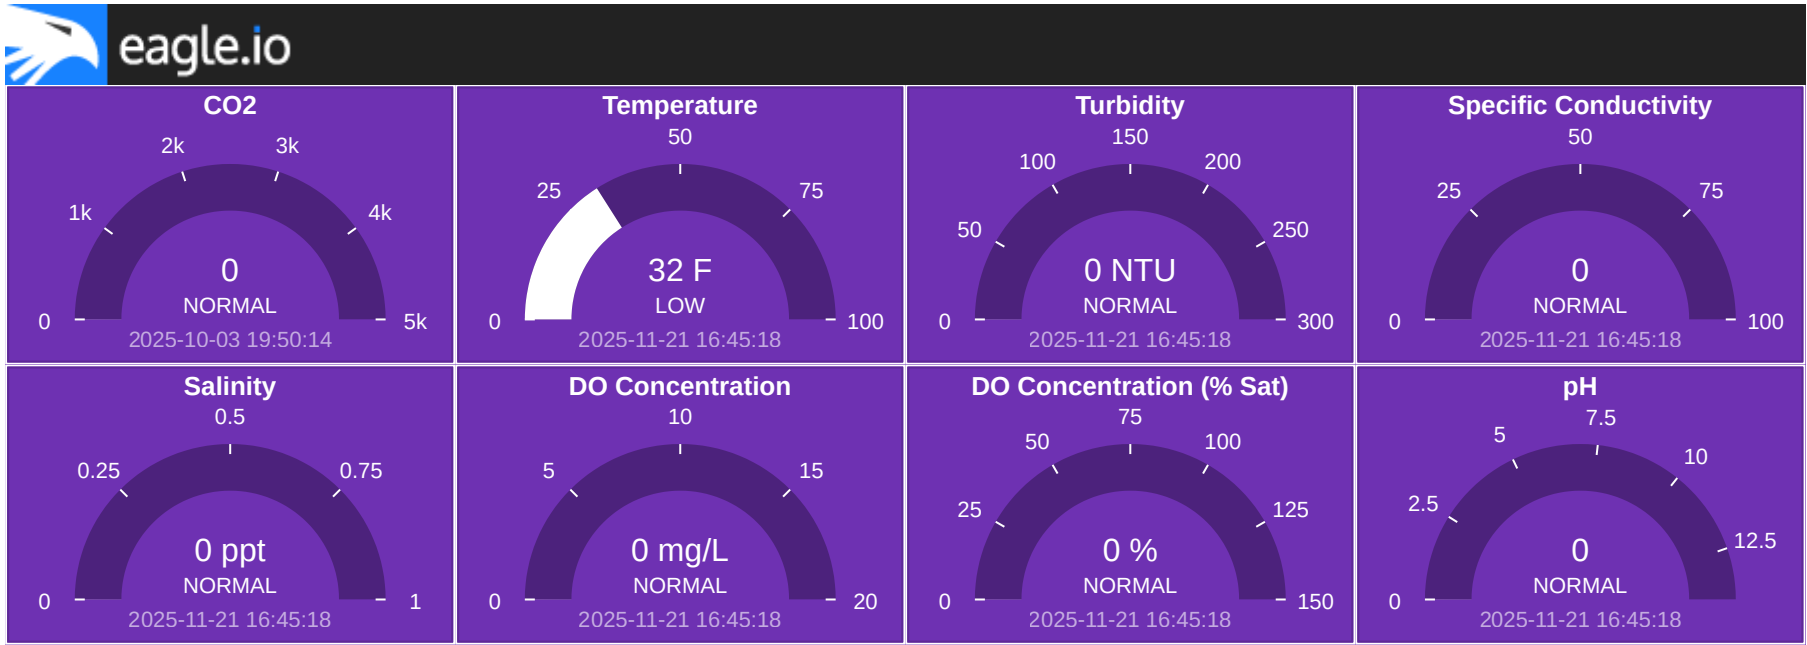 eagle.io
CO2
2k
3k
1k
4k
0
NORMAL
0
5k
2025-10-03 19:50:14
Temperature
50
25
75
32 F
LOW
0
100
2025-11-21 16:45:18
Turbidity
150
100
200
50
250
0 NTU
NORMAL
0
300
2025-11-21 16:45:18
Specific Conductivity
50
25
75
0
NORMAL
0
100
2025-11-21 16:45:18
Salinity
0.5
0.25
0.75
0 ppt
NORMAL
0
1
2025-11-21 16:45:18
DO Concentration
10
5
15
0 mg/L
NORMAL
0
20
2025-11-21 16:45:18
DO Concentration (% Sat)
75
50
100
25
125
0 %
NORMAL
0
150
2025-11-21 16:45:18
pH
7.5
5
10
2.5
12.5
0
NORMAL
0
2025-11-21 16:45:18